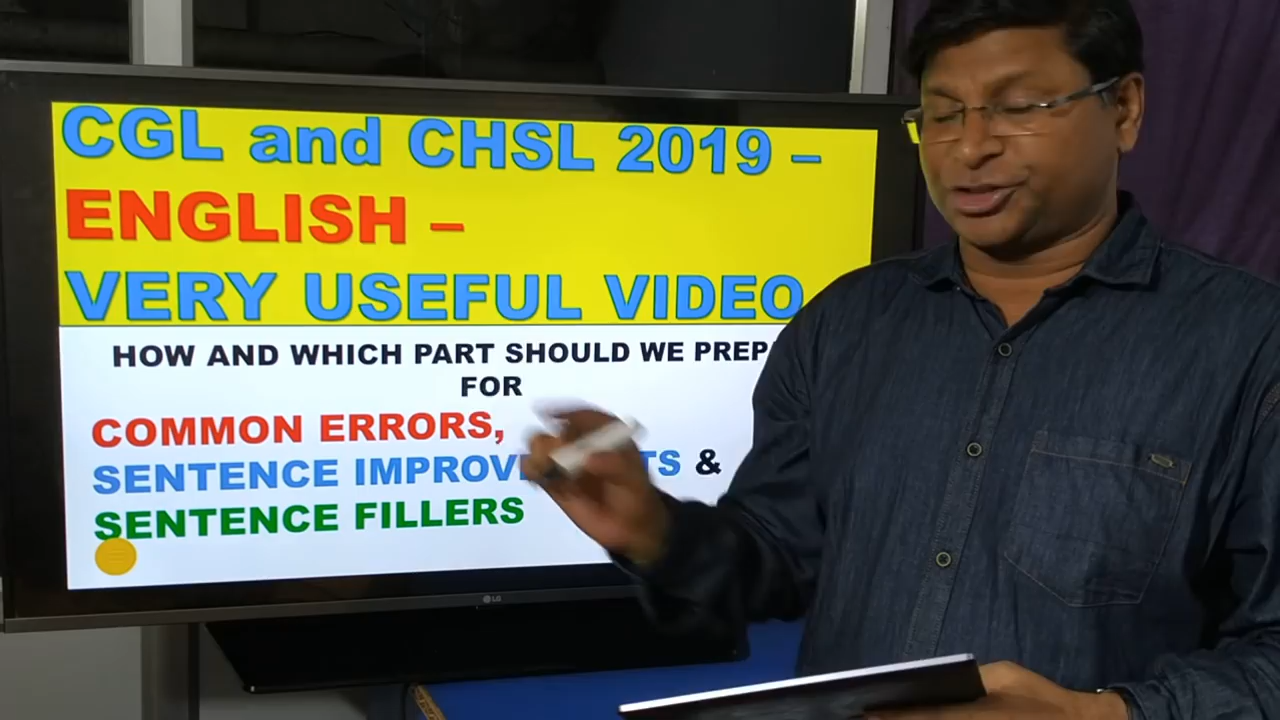 CGL and CHSL 2019 –
ENGLISH –
VERY USEFUL VIDEO
HOW AND WHICH PART SHOULD WE
FOR
COMMON ERRORS,
SENTENCE &
SENTENCE FILLERS
LG